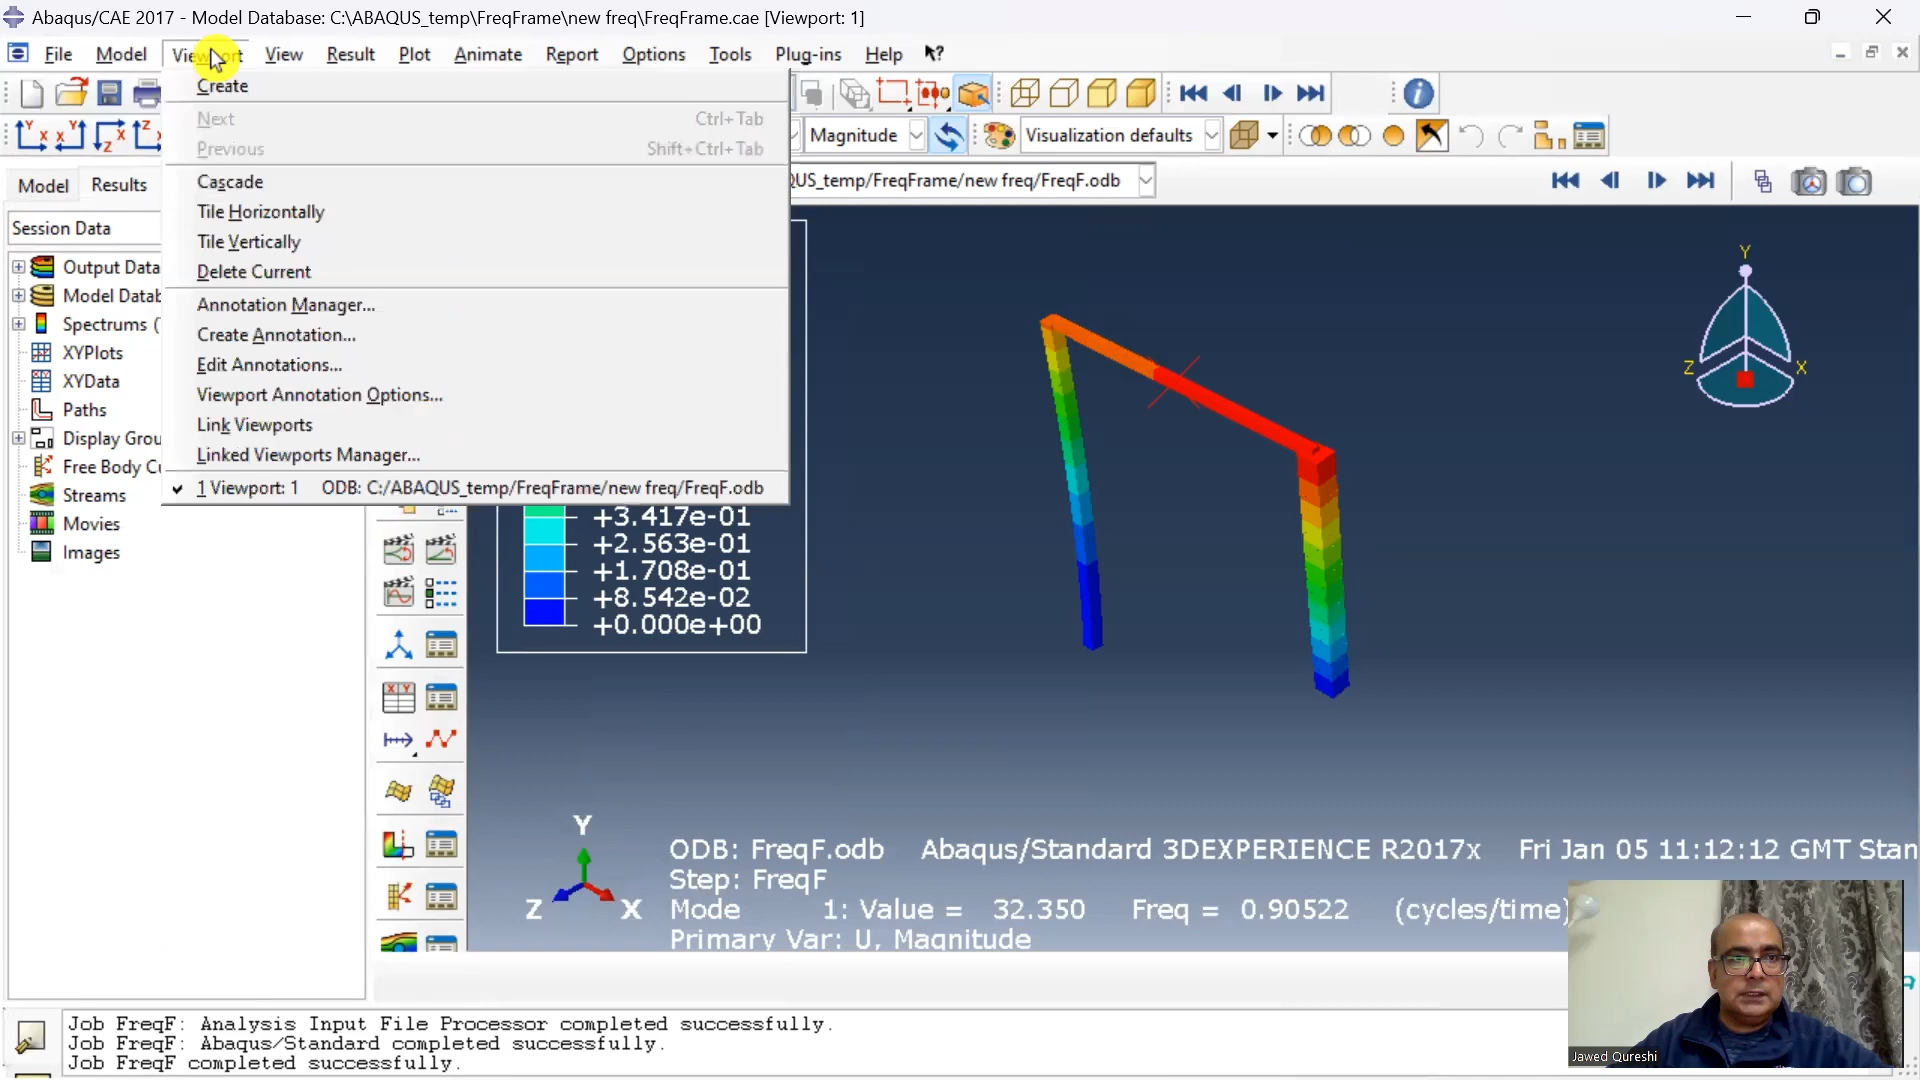 Abaqus/CAE 2017 - Model Database: C:\ABAQUS_temp\FreqFrame\new freq\FreqFrame.cae [Viewport: 1]
File Model Viewport View Result Plot Animate Report Options Tools Plug-ins Help
Create
Next Ctrl+Tab
Previous Shift+Ctrl+Tab
Cascade
Tile Horizontally
Tile Vertically
Delete Current
Annotation Manager...
Create Annotation...
Edit Annotations...
Viewport Annotation Options...
Link Viewports
Linked Viewports Manager...
1 Viewport: 1 ODB: C:/ABAQUS_temp/FreqFrame/new freq/FreqF.odb
Magnitude Visualization defaults
US_temp/FreqFrame/new freq/FreqF.odb
Model Results
Session Data
Output Data
Model Datab
Spectrums (
XYPlots
XYData
Paths
Display Grou
Free Body Cu
Streams
Movies
Images
+3.417e-01
+2.563e-01
+1.708e-01
+8.542e-02
+0.000e+00
Y
Z X
Y
Z X
ODB: FreqF.odb Abaqus/Standard 3DEXPERIENCE R2017x Fri Jan 05 11:12:12 GMT Stan
Step: FreqF
Mode 1: Value = 32.350 Freq = 0.90522 (cycles/time)
Primary Var: U, Magnitude
Job FreqF: Analysis Input File Processor completed successfully.
Job FreqF: Abaqus/Standard completed successfully.
Job FreqF completed successfully.
Jawed Qureshi